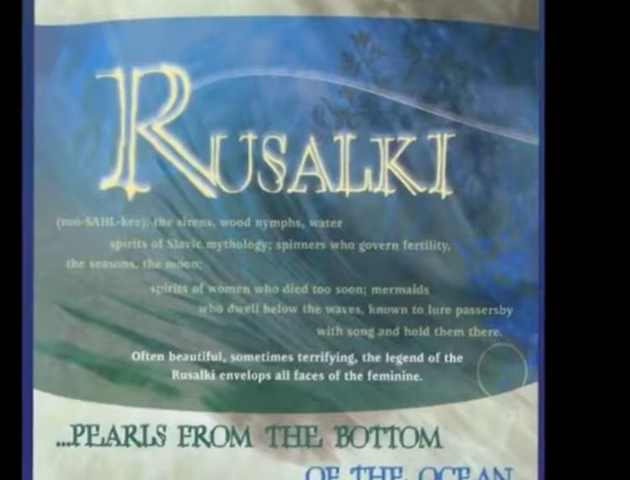 RUSALKI
(roo-SAHL-kee): the sirens, wood nymphs, water
spirits of Slavic mythology; spinners who govern fertility,
the seasons, the moon;
spirits of women who died too soon; mermaids
who dwell below the waves, known to lure passersby
with song and hold them there.
Often beautiful, sometimes terrifying, the legend of the
Rusalki envelops all faces of the feminine.
...PEARLS FROM THE BOTTOM
OF THE OCEAN